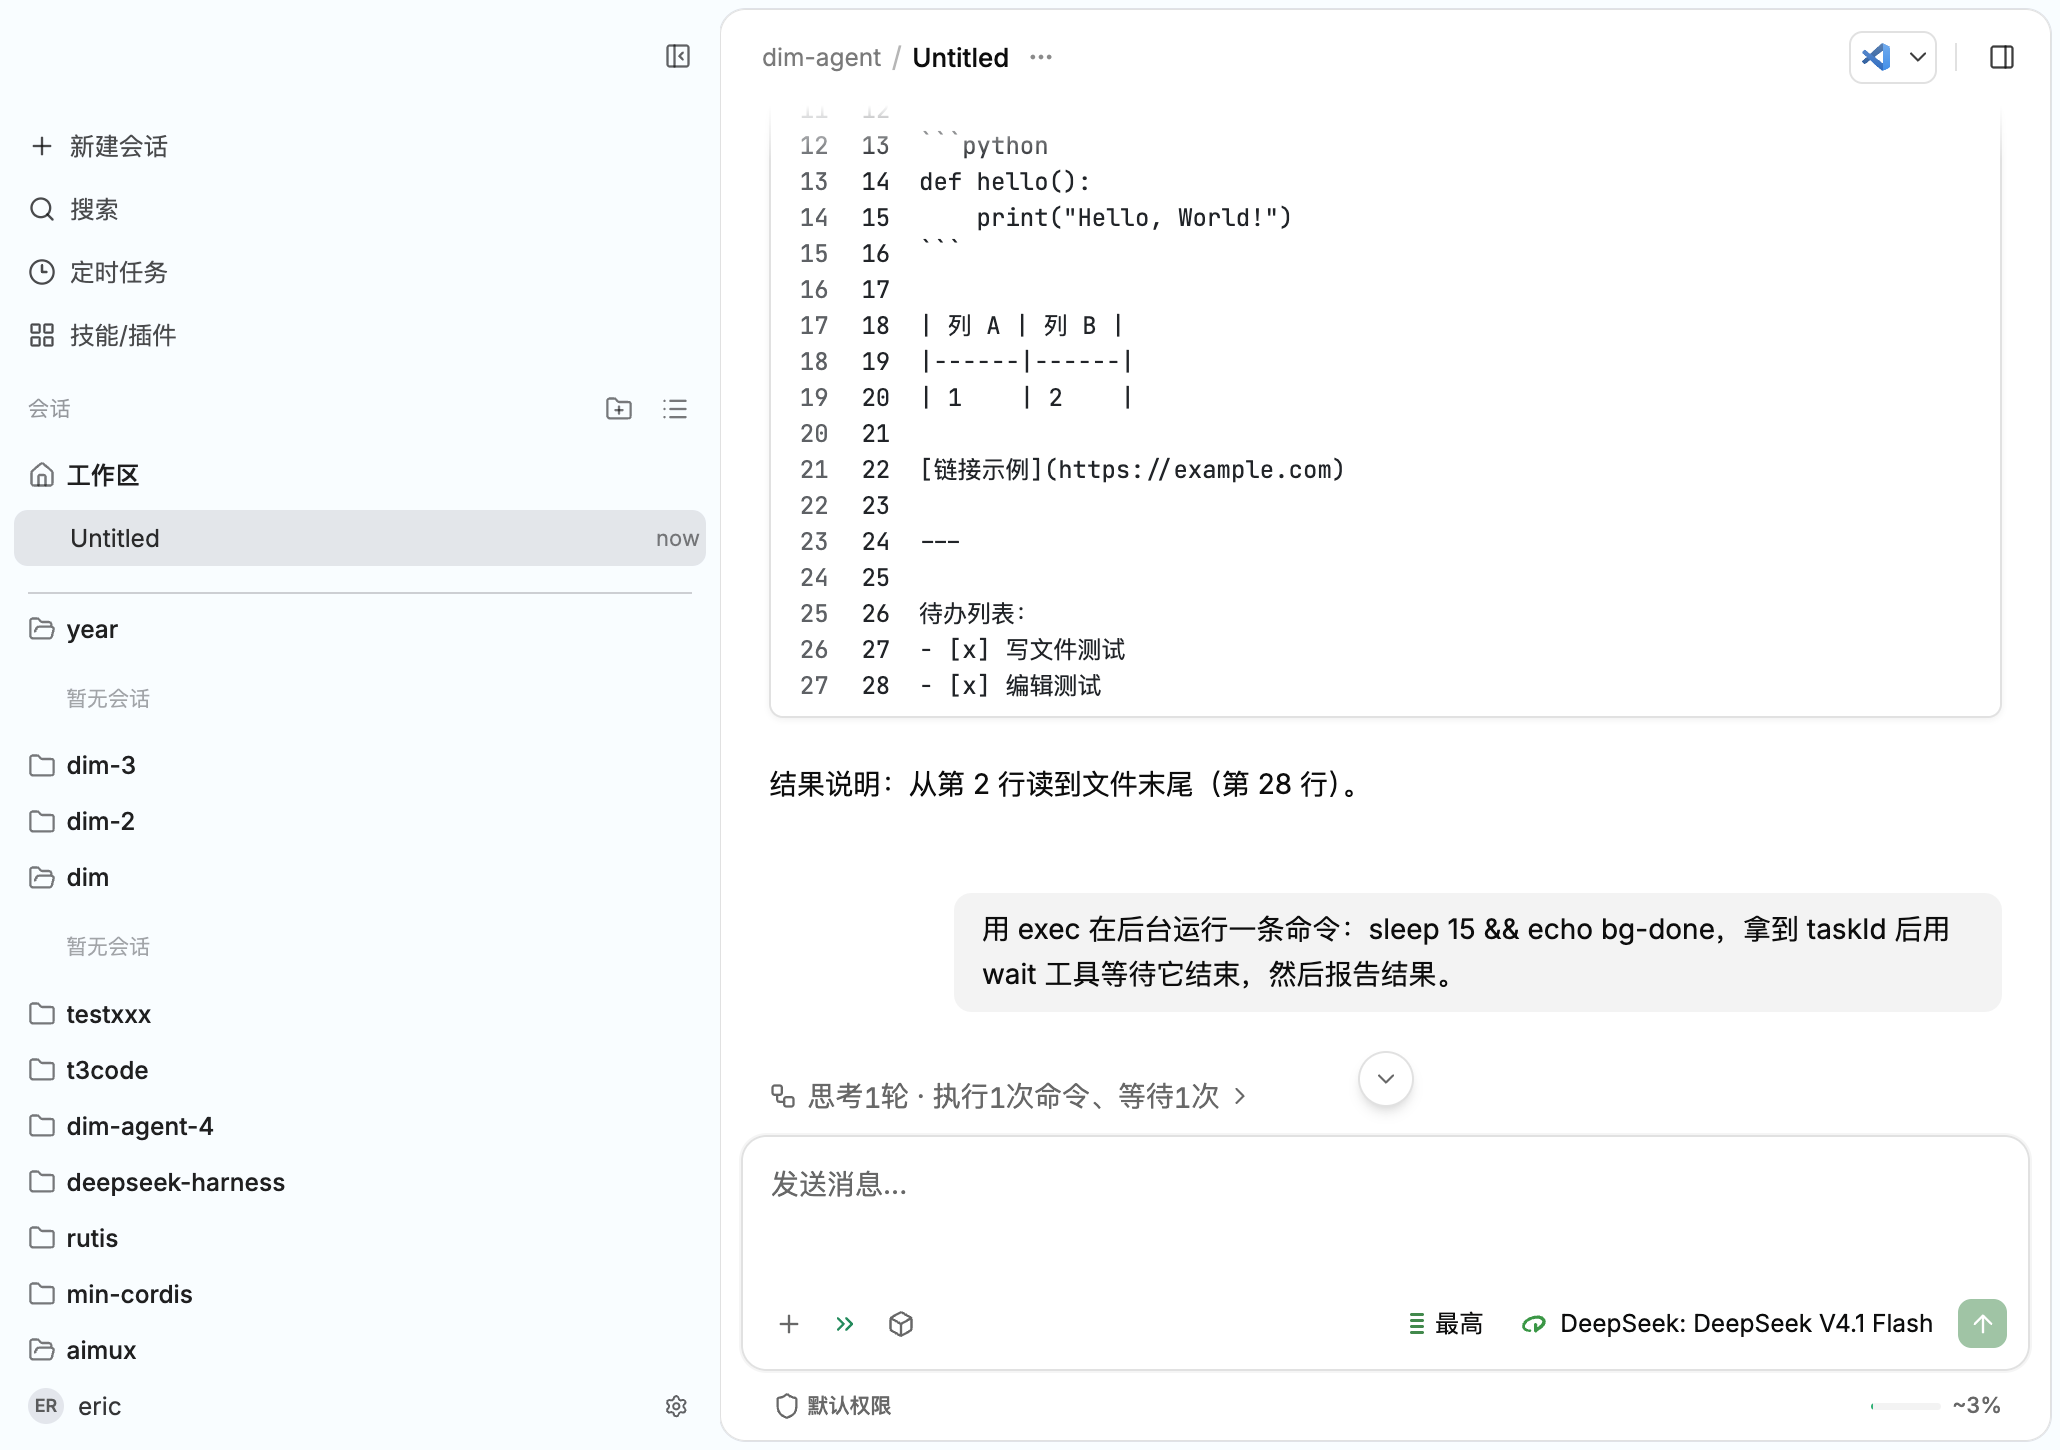 新建会话
搜索
定时任务
技能/插件
会话
工作区
Untitled now
year
暂无会话
dim-3
dim-2
dim
暂无会话
testxxx
t3code
dim-agent-4
deepseek-harness
rutis
min-cordis
aimux
ER eric
dim-agent / Untitled ···
11 12
12 13 ```python
13 14 def hello():
14 15     print("Hello, World!")
15 16 ```
16 17
17 18 | 列 A | 列 B |
18 19 |------|------|
19 20 | 1    | 2    |
20 21
21 22 [链接示例](https://example.com)
22 23
23 24 ---
24 25
25 26 待办列表：
26 27 - [x] 写文件测试
27 28 - [x] 编辑测试
结果说明：从第 2 行读到文件末尾（第 28 行）。
用 exec 在后台运行一条命令：sleep 15 && echo bg-done，拿到 taskId 后用
wait 工具等待它结束，然后报告结果。
思考1轮 · 执行1次命令、等待1次 >
发送消息...
最高 DeepSeek: DeepSeek V4.1 Flash
默认权限 ~3%